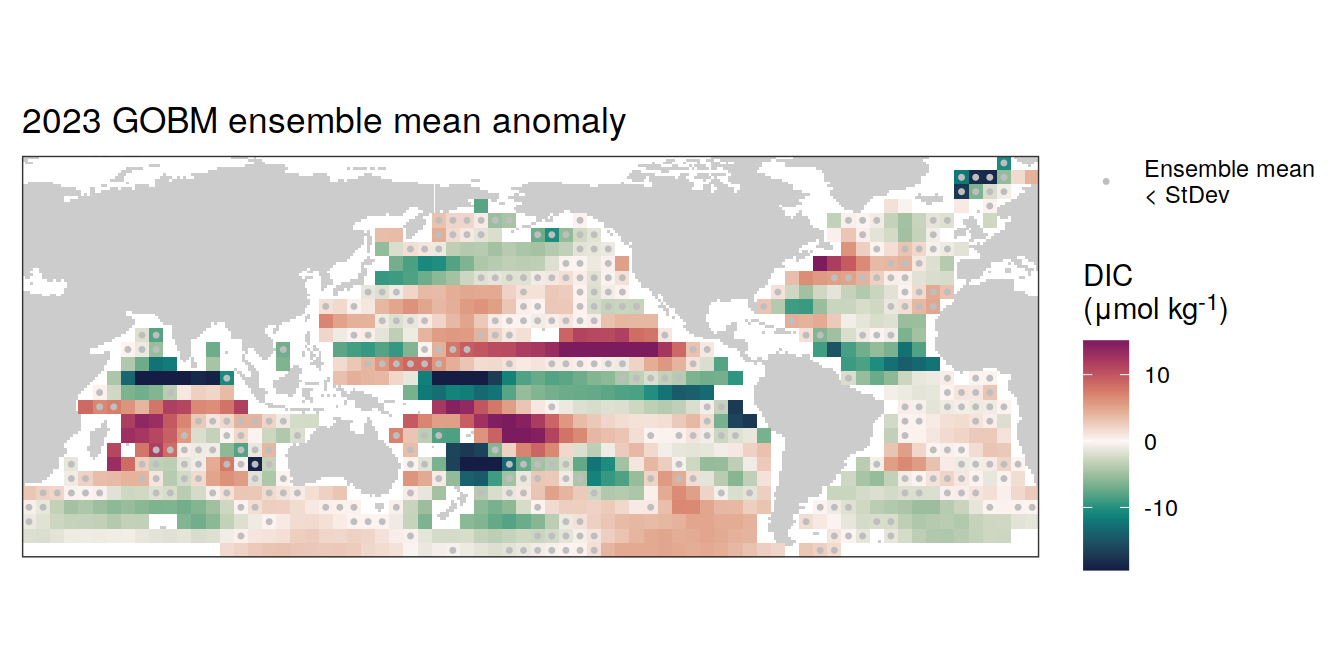 2023 GOBM ensemble mean anomaly
Ensemble mean
< StDev
DIC
(µmol kg⁻¹)
10
0
-10